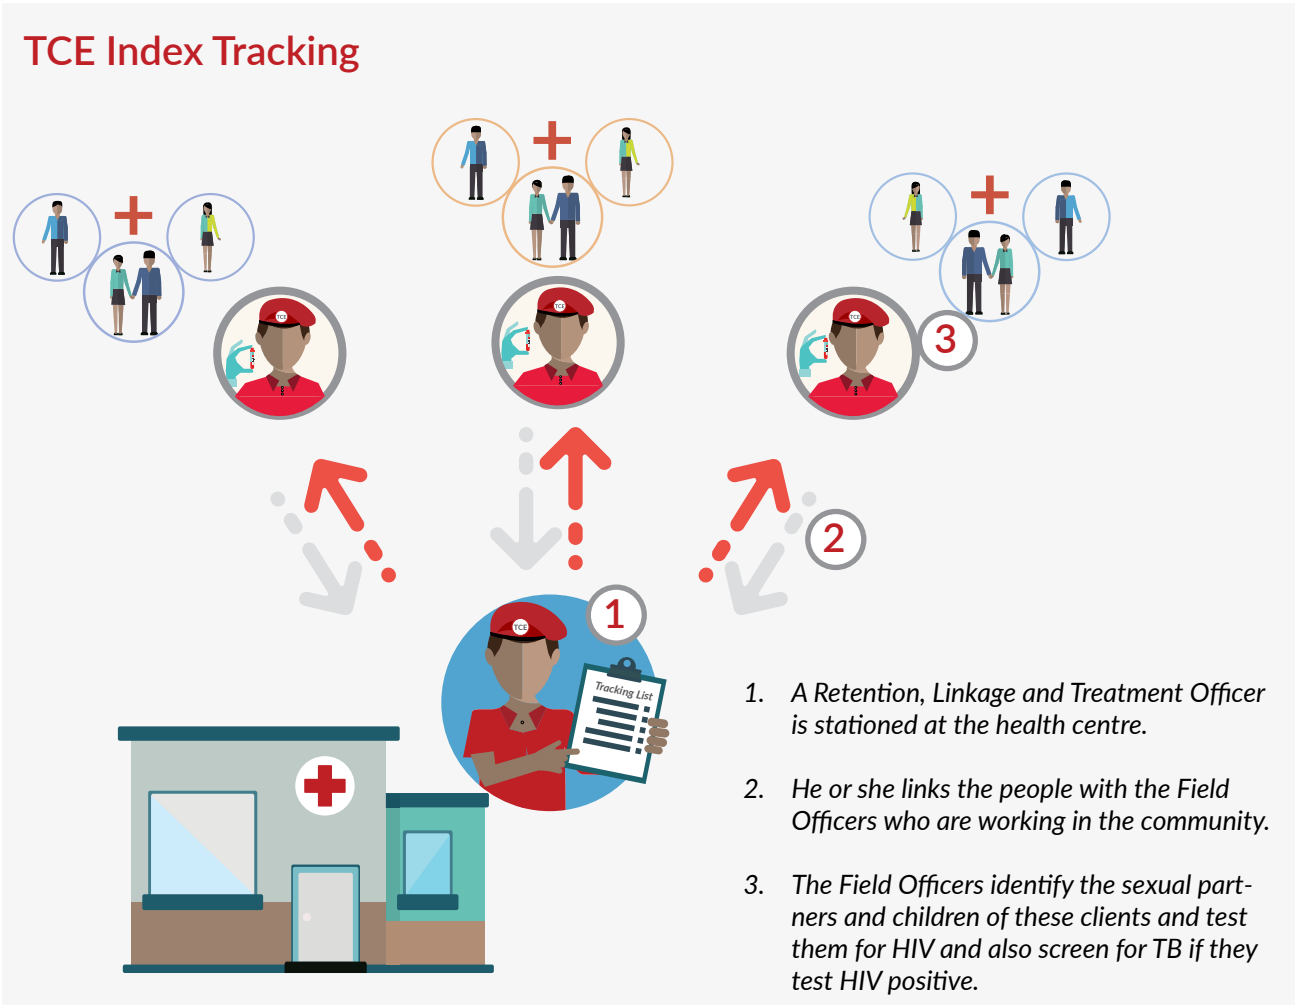 TCE Index Tracking
TCE
TCE
TCE
3
2
1
TCE
Tracking List
1. A Retention, Linkage and Treatment Officer
is stationed at the health centre.
2. He or she links the people with the Field
Officers who are working in the community.
3. The Field Officers identify the sexual part-
ners and children of these clients and test
them for HIV and also screen for TB if they
test HIV positive.